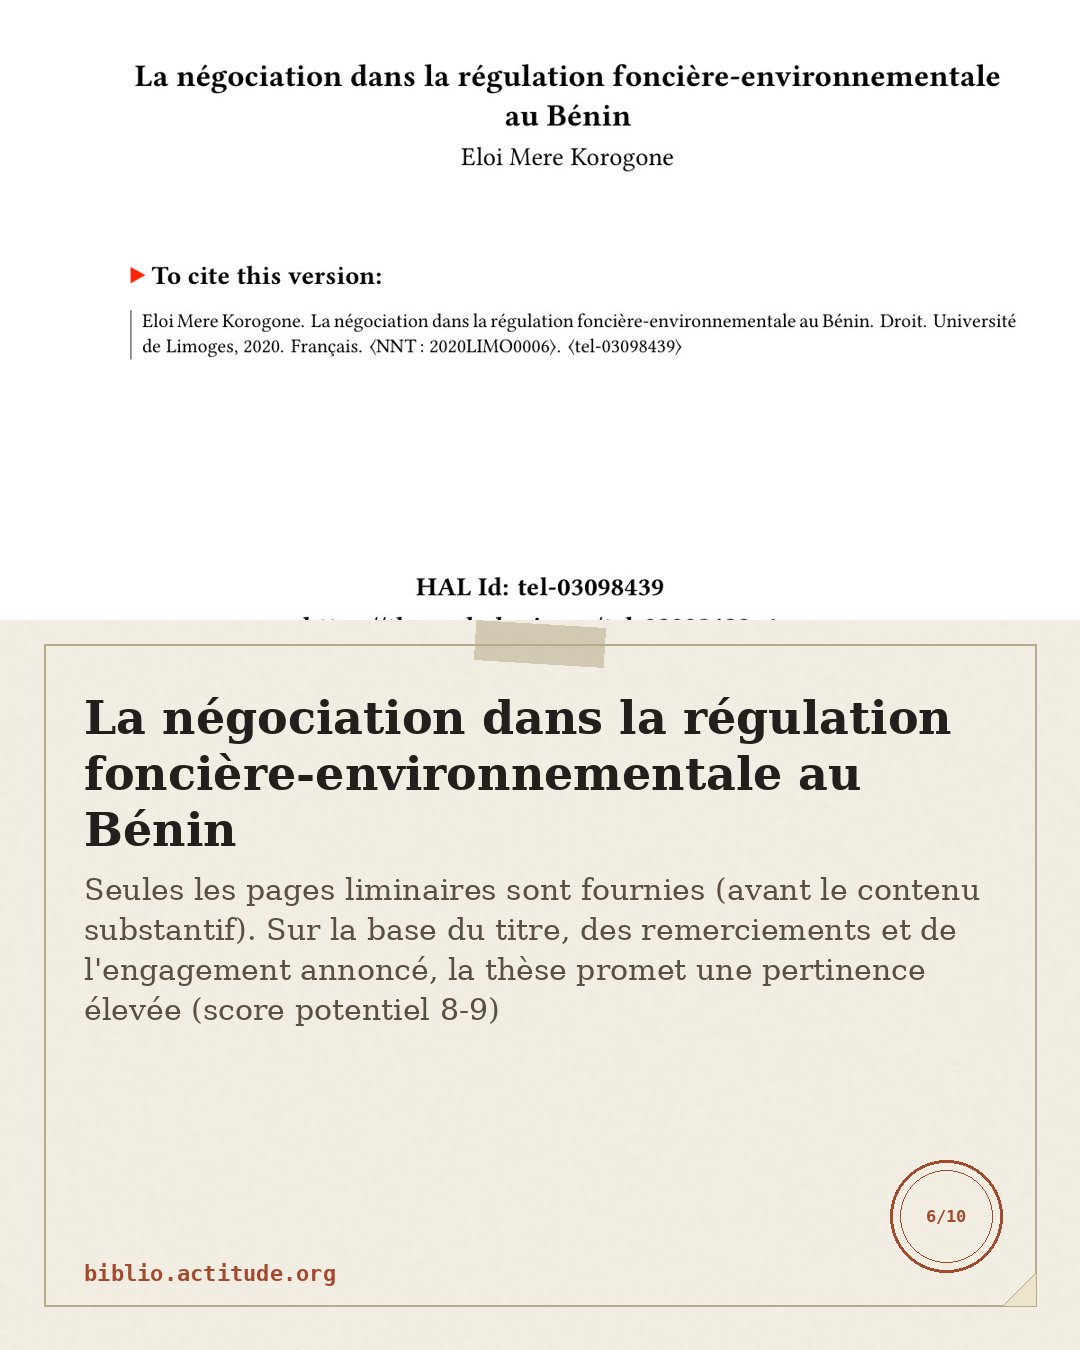 La négociation dans la régulation foncière-environnementale
au Bénin
Eloi Mere Korogone
To cite this version:
Eloi Mere Korogone. La négociation dans la régulation foncière-environnementale au Bénin. Droit. Université
de Limoges, 2020. Français. ⟨NNT : 2020LIMO0006⟩. ⟨tel-03098439⟩
HAL Id: tel-03098439
La négociation dans la régulation
foncière-environnementale au
Bénin
Seules les pages liminaires sont fournies (avant le contenu
substantif). Sur la base du titre, des remerciements et de
l'engagement annoncé, la thèse promet une pertinence
élevée (score potentiel 8-9)
6/10
biblio.actitude.org